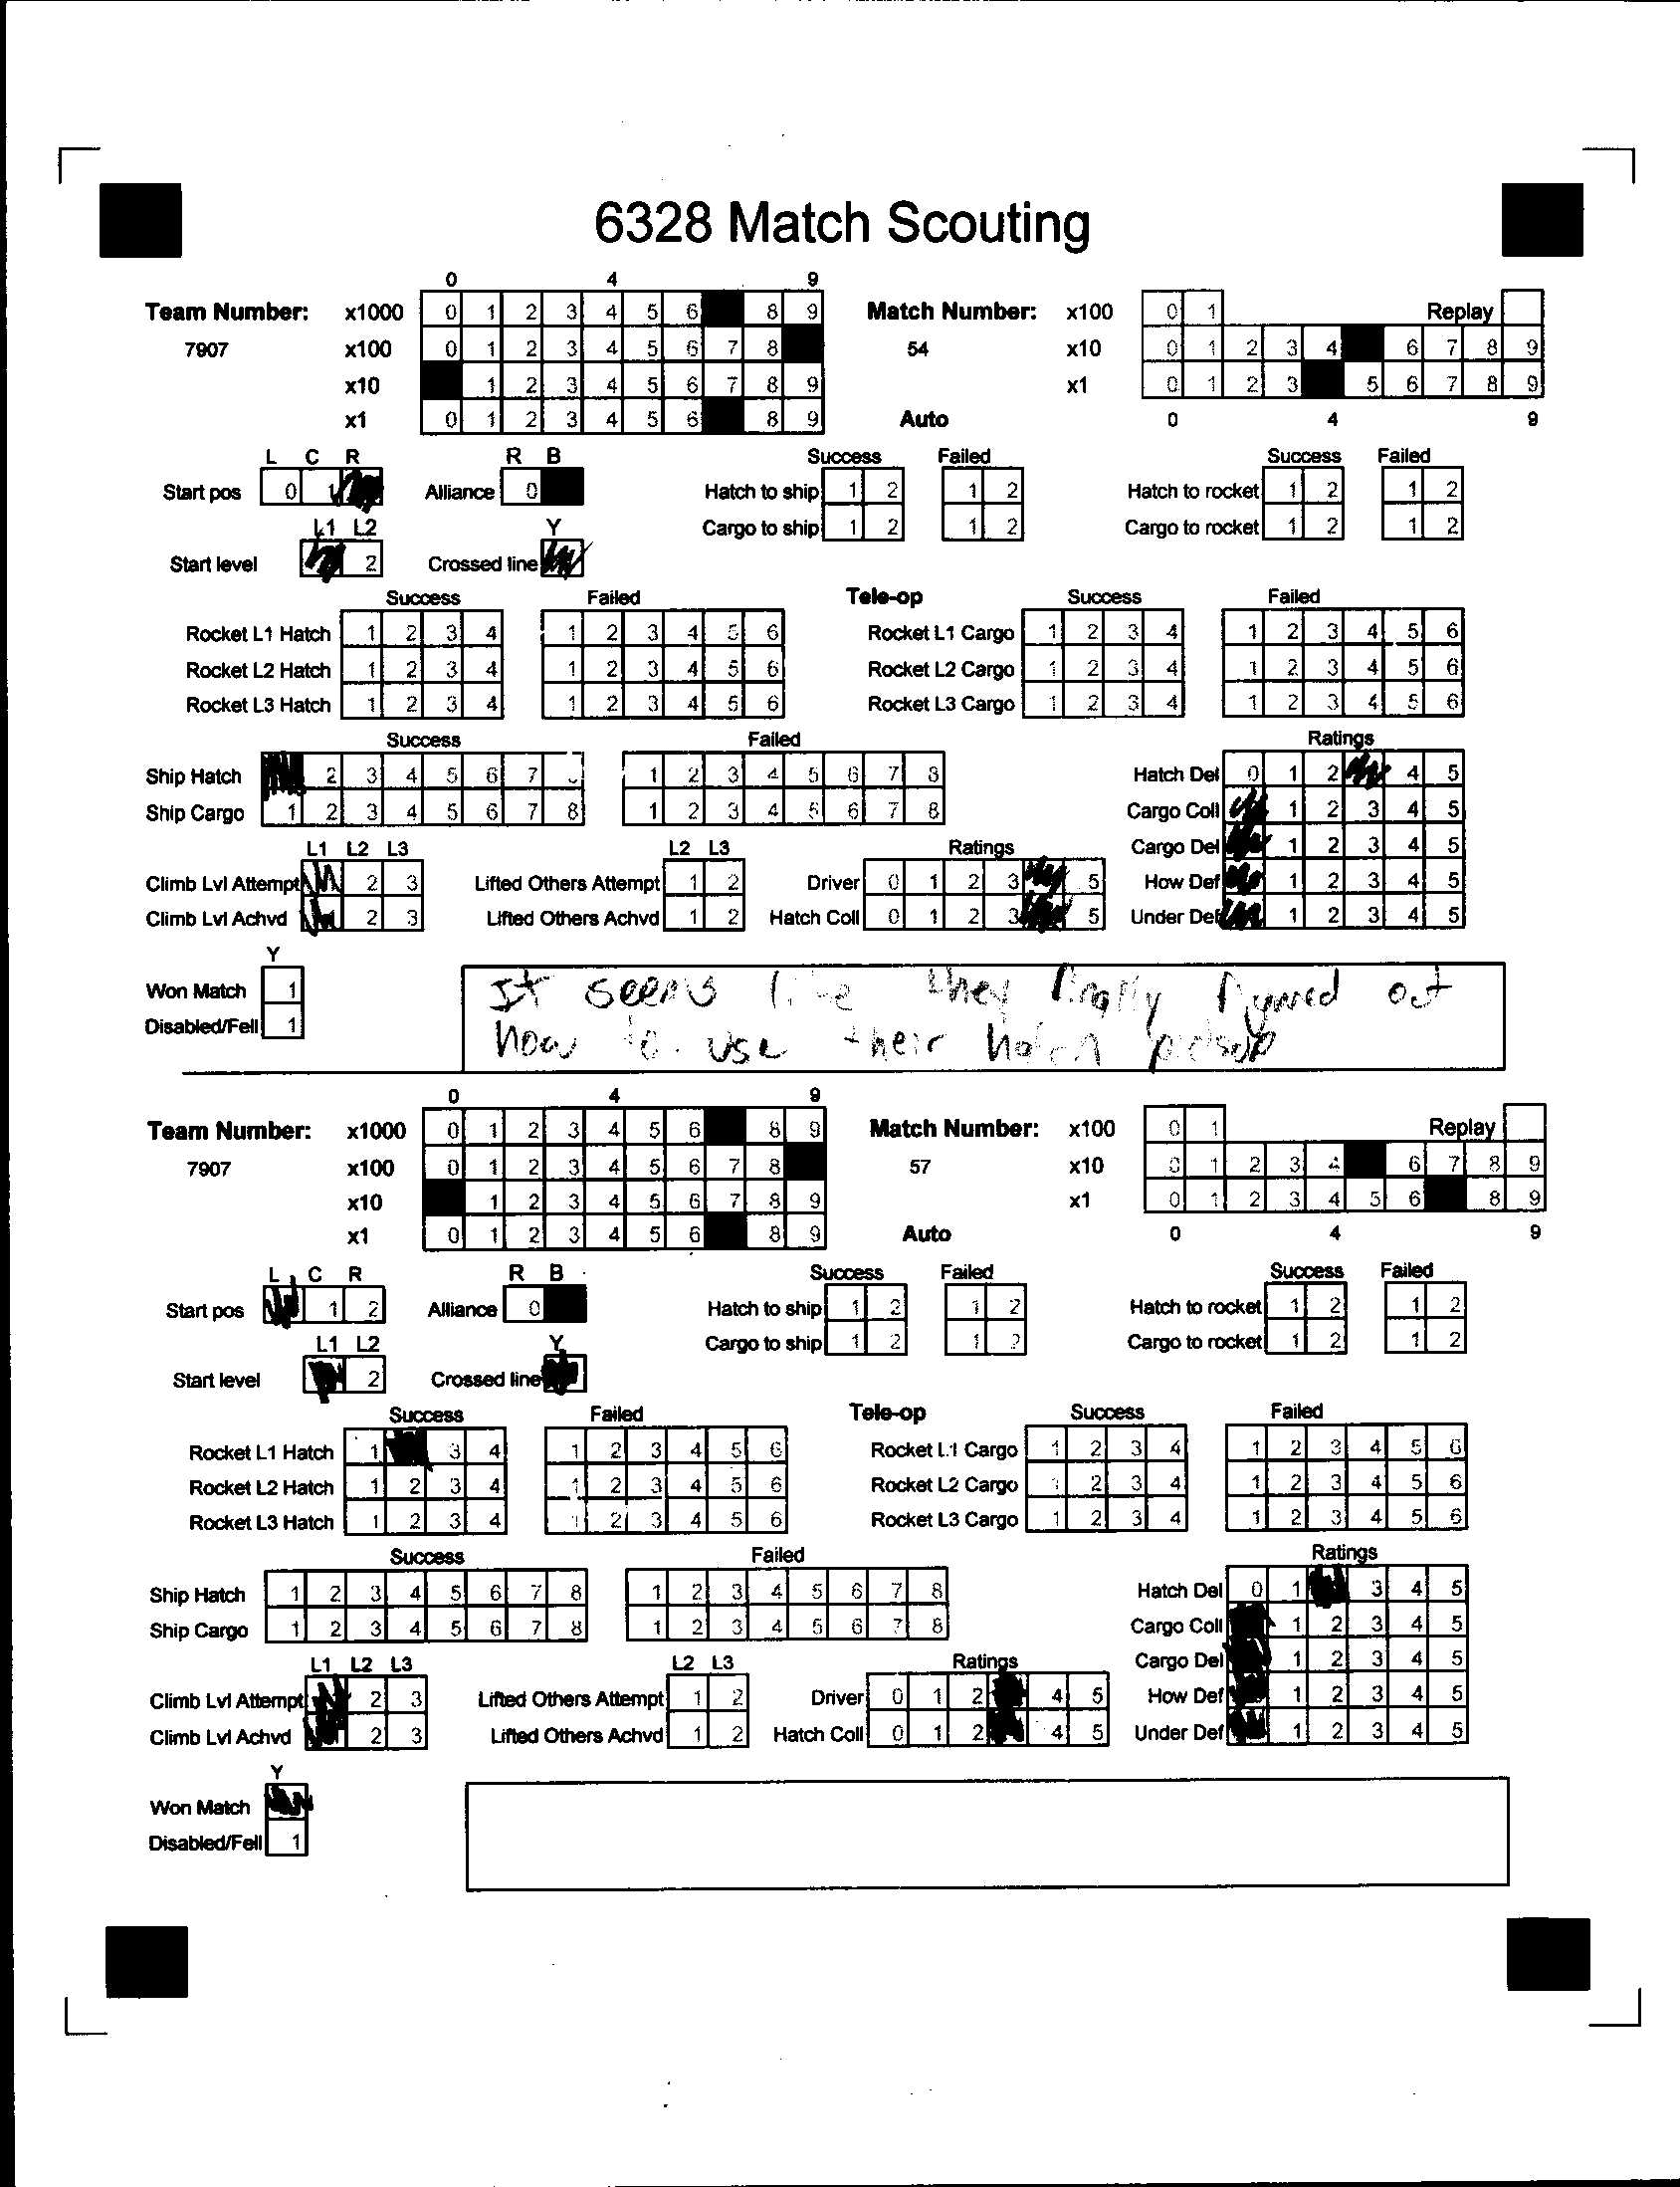 6328 Match Scouting
0 4 9
Team Number: x1000 0 1 2 3 4 5 6 8 9 Match Number: x100 0 1 Replay
7907 x100 0 1 2 3 4 5 6 7 8 54 x10 0 1 2 3 4 6 7 8 9
x10 1 2 3 4 5 6 7 8 9 x1 0 1 2 3 5 6 7 8 9
x1 0 1 2 3 4 5 6 8 9 Auto 0 4 9
L C R R B Success Failed Success Failed
Start pos 0 1 Alliance 0 Hatch to ship 1 2 1 2 Hatch to rocket 1 2 1 2
L1 L2 Y Cargo to ship 1 2 1 2 Cargo to rocket 1 2 1 2
Start level 2 Crossed line
Success Failed Tele-op Success Failed
Rocket L1 Hatch 1 2 3 4 1 2 3 4 5 6 Rocket L1 Cargo 1 2 3 4 1 2 3 4 5 6
Rocket L2 Hatch 1 2 3 4 1 2 3 4 5 6 Rocket L2 Cargo 1 2 3 4 1 2 3 4 5 6
Rocket L3 Hatch 1 2 3 4 1 2 3 4 5 6 Rocket L3 Cargo 1 2 3 4 1 2 3 4 5 6
Success Failed Ratings
Ship Hatch 2 3 4 5 6 7 1 2 3 4 5 6 7 8 Hatch Del 0 1 2 4 5
Ship Cargo 1 2 3 4 5 6 7 8 1 2 3 4 5 6 7 8 Cargo Coll 1 2 3 4 5
L1 L2 L3 L2 L3 Ratings Cargo Del 1 2 3 4 5
Climb Lvl Attempt 2 3 Lifted Others Attempt 1 2 Driver 0 1 2 3 5 How Def 1 2 3 4 5
Climb Lvl Achvd 2 3 Lifted Others Achvd 1 2 Hatch Coll 0 1 2 3 5 Under Def 1 2 3 4 5
Y
Won Match 1 It seems like they finally figured out
Disabled/Fell 1 how to use their hatch pickup
0 4 9
Team Number: x1000 0 1 2 3 4 5 6 8 9 Match Number: x100 0 1 Replay
7907 x100 0 1 2 3 4 5 6 7 8 57 x10 0 1 2 3 4 6 7 8 9
x10 1 2 3 4 5 6 7 8 9 x1 0 1 2 3 4 5 6 8 9
x1 0 1 2 3 4 5 6 8 9 Auto 0 4 9
L C R R B Success Failed Success Failed
Start pos 1 2 Alliance 0 Hatch to ship 1 2 1 2 Hatch to rocket 1 2 1 2
L1 L2 Y Cargo to ship 1 2 1 2 Cargo to rocket 1 2 1 2
Start level 2 Crossed line
Success Failed Tele-op Success Failed
Rocket L1 Hatch 1 3 4 1 2 3 4 5 6 Rocket L1 Cargo 1 2 3 4 1 2 3 4 5 6
Rocket L2 Hatch 1 2 3 4 1 2 3 4 5 6 Rocket L2 Cargo 1 2 3 4 1 2 3 4 5 6
Rocket L3 Hatch 1 2 3 4 1 2 3 4 5 6 Rocket L3 Cargo 1 2 3 4 1 2 3 4 5 6
Success Failed Ratings
Ship Hatch 1 2 3 4 5 6 7 8 1 2 3 4 5 6 7 8 Hatch Del 0 1 3 4 5
Ship Cargo 1 2 3 4 5 6 7 8 1 2 3 4 5 6 7 8 Cargo Coll 1 2 3 4 5
L1 L2 L3 L2 L3 Ratings Cargo Del 1 2 3 4 5
Climb Lvl Attempt 2 3 Lifted Others Attempt 1 2 Driver 0 1 2 4 5 How Def 1 2 3 4 5
Climb Lvl Achvd 2 3 Lifted Others Achvd 1 2 Hatch Coll 0 1 2 4 5 Under Def 1 2 3 4 5
Y
Won Match
Disabled/Fell 1